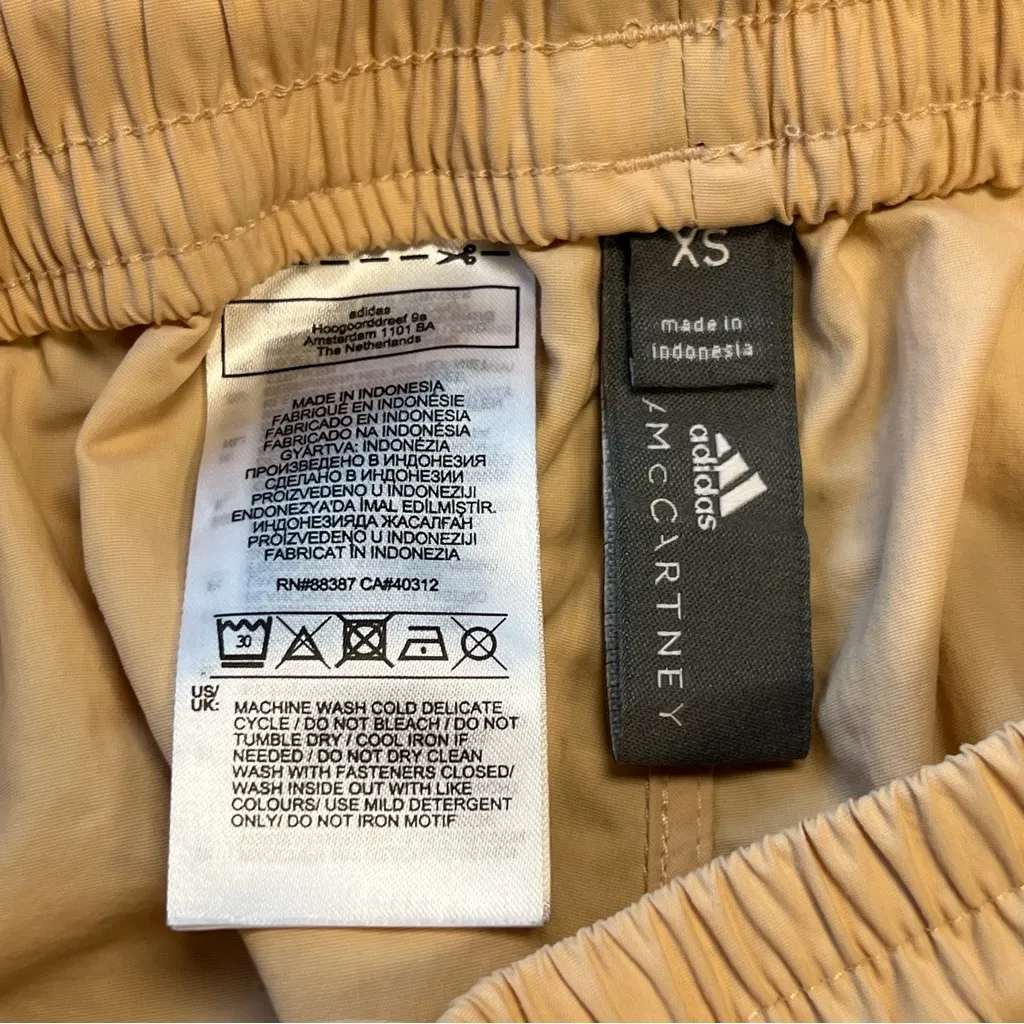 adidas
Hoogoorddreef 9a
Amsterdam 1101 BA
The Netherlands
MADE IN INDONESIA
FABRIQUÉ EN INDONÉSIE
FABRICADO EN INDONESIA
FABRICADO NA INDONÉSIA
GYÁRTVA: INDONÉZIA
ПРОИЗВЕДЕНО В ИНДОНЕЗИЯ
СДЕЛАНО В ИНДОНЕЗИИ
PROIZVEDENO U INDONEZIJI
ENDONEZYA'DA İMAL EDİLMİŞTİR.
ИНДОНЕЗИЯДА ЖАСАЛҒАН
PROIZVEDENO U INDONEZIJI
FABRICAT ÎN INDONEZIA
RN#88387 CA#40312
30
US/
UK:
MACHINE WASH COLD DELICATE
CYCLE / DO NOT BLEACH / DO NOT
TUMBLE DRY / COOL IRON IF
NEEDED / DO NOT DRY CLEAN
WASH WITH FASTENERS CLOSED/
WASH INSIDE OUT WITH LIKE
COLOURS/ USE MILD DETERGENT
ONLY/ DO NOT IRON MOTIF
XS
made in
indonesia
adidas
MCCARTNEY